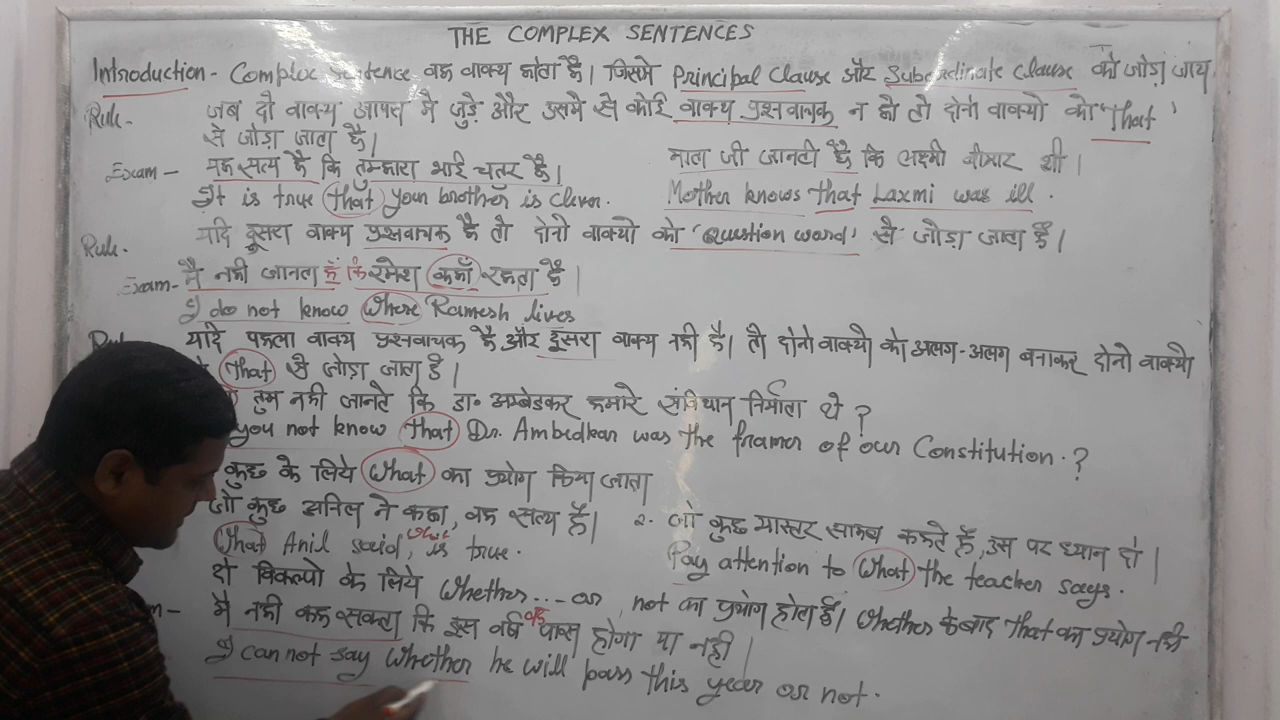 THE COMPLEX SENTENCES
Introduction - Complex sentence वह वाक्य होता है। जिसमे Principal Clause और Subordinate Clause को जोड़ा जाय
Rule - जब दो वाक्य आपस मै जुड़े और उसमे से कोई वाक्य प्रश्नवाचक न हो तो दोनो वाक्यो को 'That'
से जोड़ा जाता है।
Exam - यह सत्य है कि तुम्हारा भाई चतुर है। माता जी जानती है कि लक्ष्मी बीमार थी।
It is true that your brother is clever. Mother knows that Laxmi was ill.
Rule. यदि दूसरा वाक्य प्रश्नवाचक है तो दोनो वाक्यो को 'Question word' से जोड़ा जाता है।
Exam - मै नही जानता हूँ कि रमेश कहाँ रहता है।
I do not know where Ramesh lives
यदि पहला वाक्य प्रश्नवाचक है और दूसरा वाक्य नही है। तो दोनो वाक्यो को अलग-अलग बनाकर दोनो वाक्यो
That से जोड़ा जाता है।
तुम नही जानते कि डा० अम्बेडकर हमारे संविधान निर्माता थे?
you not know that Dr. Ambedkar was the framer of our Constitution.?
कुछ के लिये What का प्रयोग किया जाता
जो कुछ अनिल ने कहा, वह सत्य है। 2. जो कुछ मास्टर साहब कहते है, उस पर ध्यान दो।
What Anil said, is true. Pay attention to what the teacher says.
दो विकल्पो के लिये Whether...or not का प्रयोग होता है। Whether के बाद That का प्रयोग नही
मै नही कह सकता कि इस वर्ष वह पास होगा या नही।
I cannot say whether he will pass this year or not.